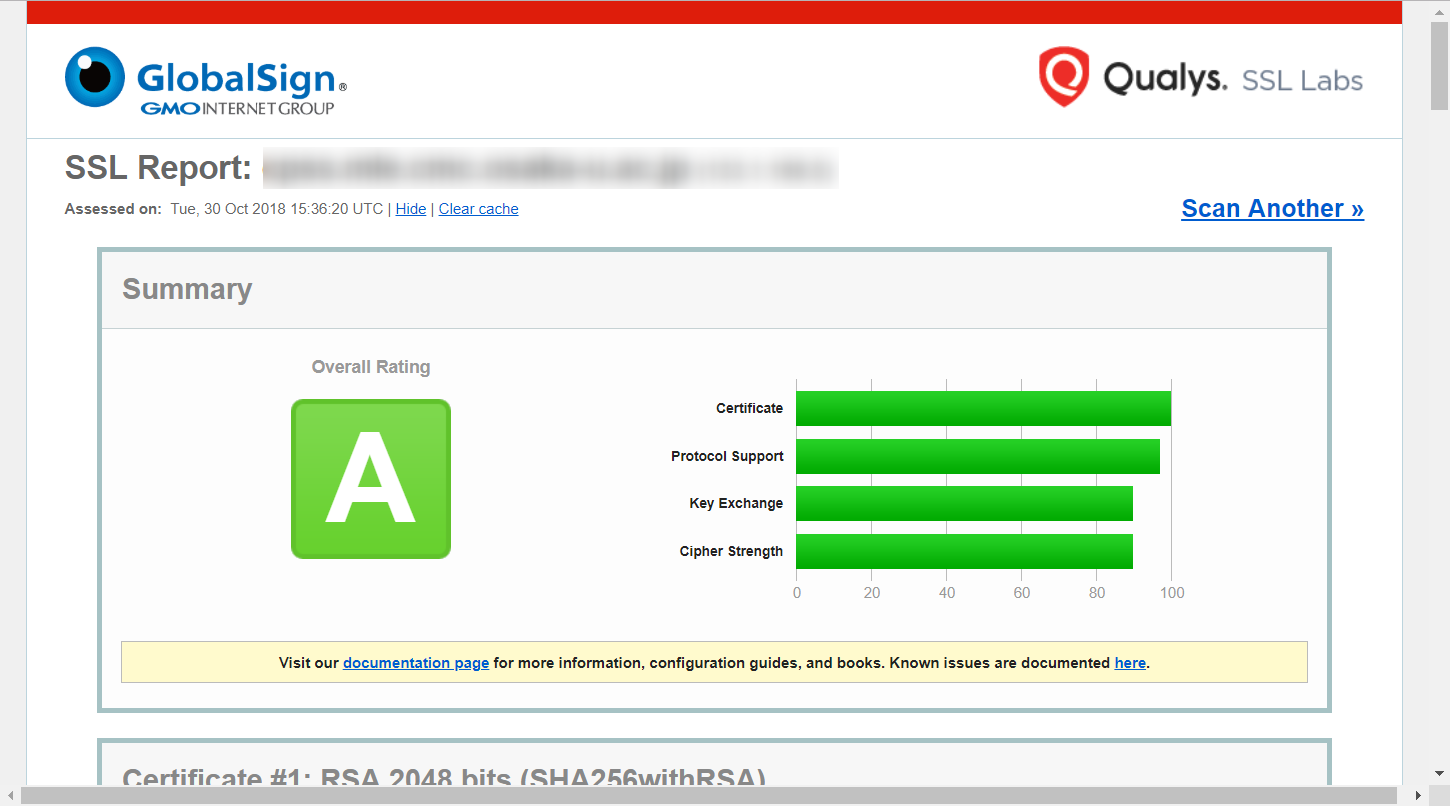 GlobalSign®
GMO INTERNET GROUP
Qualys. SSL Labs
SSL Report:
Assessed on: Tue, 30 Oct 2018 15:36:20 UTC | Hide | Clear cache
Scan Another »
Summary
Overall Rating
A
Certificate
Protocol Support
Key Exchange
Cipher Strength
0 20 40 60 80 100
Visit our documentation page for more information, configuration guides, and books. Known issues are documented here.
Certificate #1: RSA 2048 bits (SHA256withRSA)